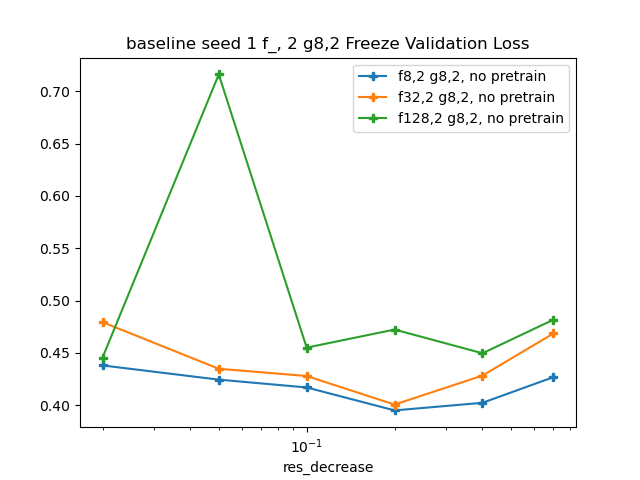 baseline seed 1 f_, 2 g8,2 Freeze Validation Loss
f8,2 g8,2, no pretrain
f32,2 g8,2, no pretrain
f128,2 g8,2, no pretrain
0.70
0.65
0.60
0.55
0.50
0.45
0.40
10⁻¹
res_decrease